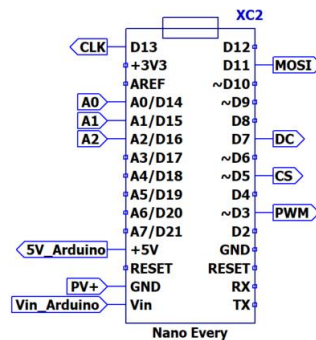 XC2
CLK D13 D12
+3V3 D11 MOSI
AREF ~D10
A0 A0/D14 ~D9
A1 A1/D15 D8
A2 A2/D16 D7 DC
A3/D17 ~D6
A4/D18 ~D5 CS
A5/D19 D4
A6/D20 ~D3 PWM
A7/D21 D2
5V_Arduino +5V GND
RESET RESET
PV+ GND RX
Vin_Arduino Vin TX
Nano Every